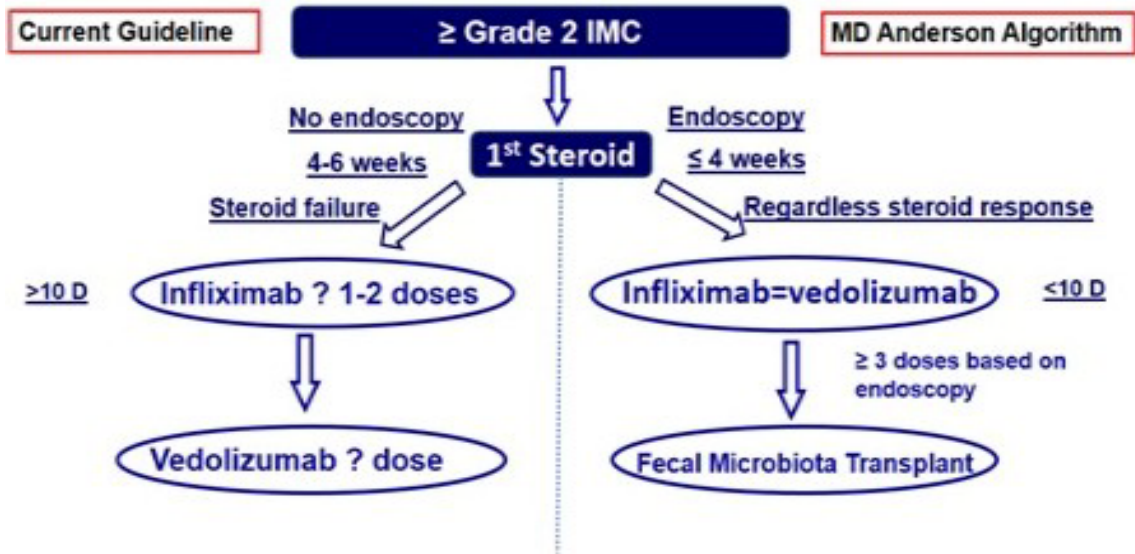 Current Guideline
≥ Grade 2 IMC
MD Anderson Algorithm
No endoscopy
4-6 weeks
Steroid failure
1st Steroid
Endoscopy
≤ 4 weeks
Regardless steroid response
>10 D
Infliximab ? 1-2 doses
Infliximab=vedolizumab
<10 D
≥ 3 doses based on
endoscopy
Vedolizumab ? dose
Fecal Microbiota Transplant